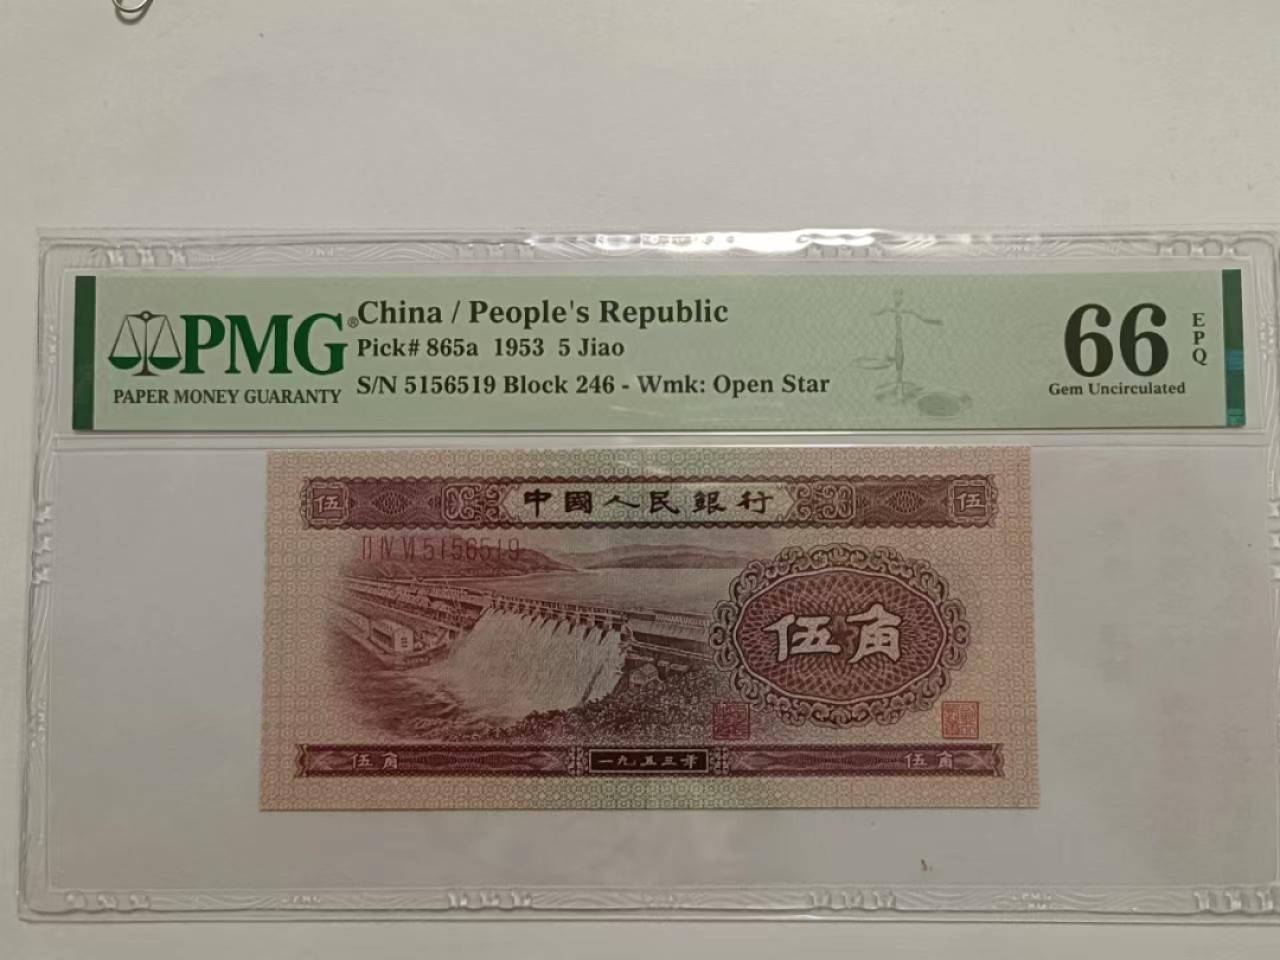 PMG®
PAPER MONEY GUARANTY
China / People's Republic
Pick# 865a 1953 5 Jiao
S/N 5156519 Block 246 - Wmk: Open Star
66 EPQ
Gem Uncirculated
伍 中國人民銀行 伍
II IV VI 5156519
伍角
伍角 一九五三年 伍角